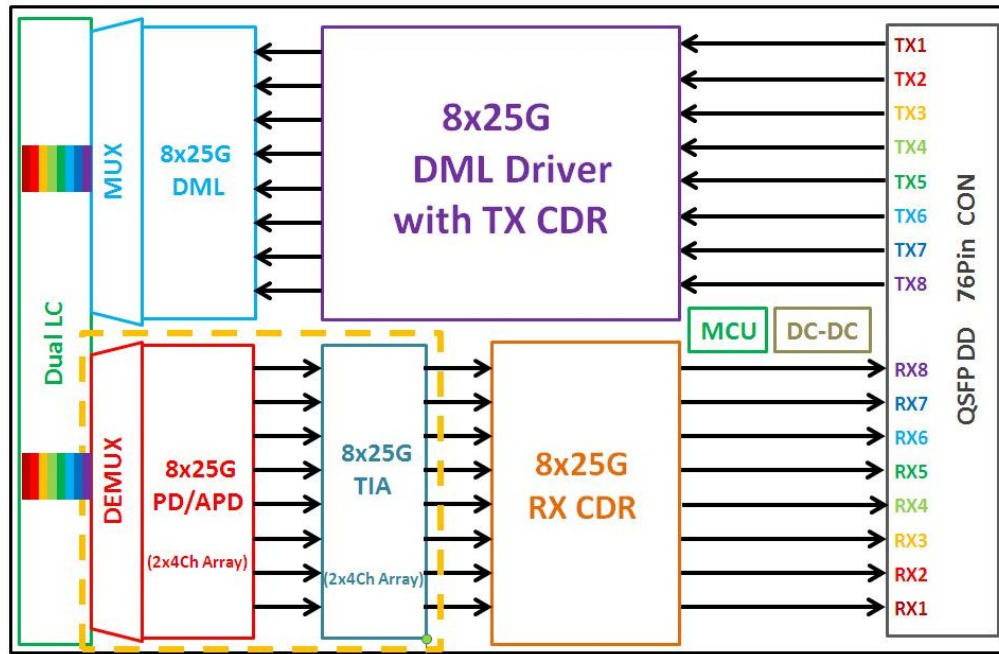 Dual LC
MUX
8x25G
DML
8x25G
DML Driver
with TX CDR
TX1
TX2
TX3
TX4
TX5
TX6
TX7
TX8
QSFP DD 76Pin CON
MCU
DC-DC
DEMUX
8x25G
PD/APD
(2x4Ch Array)
8x25G
TIA
(2x4Ch Array)
8x25G
RX CDR
RX8
RX7
RX6
RX5
RX4
RX3
RX2
RX1